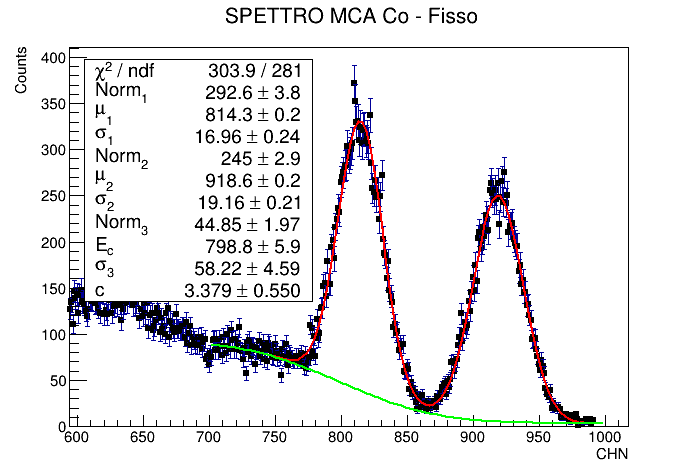 SPETTRO MCA Co - Fisso
Counts
χ² / ndf 303.9 / 281
Norm₁ 292.6 ± 3.8
μ₁ 814.3 ± 0.2
σ₁ 16.96 ± 0.24
Norm₂ 245 ± 2.9
μ₂ 918.6 ± 0.2
σ₂ 19.16 ± 0.21
Norm₃ 44.85 ± 1.97
E_c 798.8 ± 5.9
σ₃ 58.22 ± 4.59
c 3.379 ± 0.550
400
350
300
250
200
150
100
50
0
600 650 700 750 800 850 900 950 1000
CHN